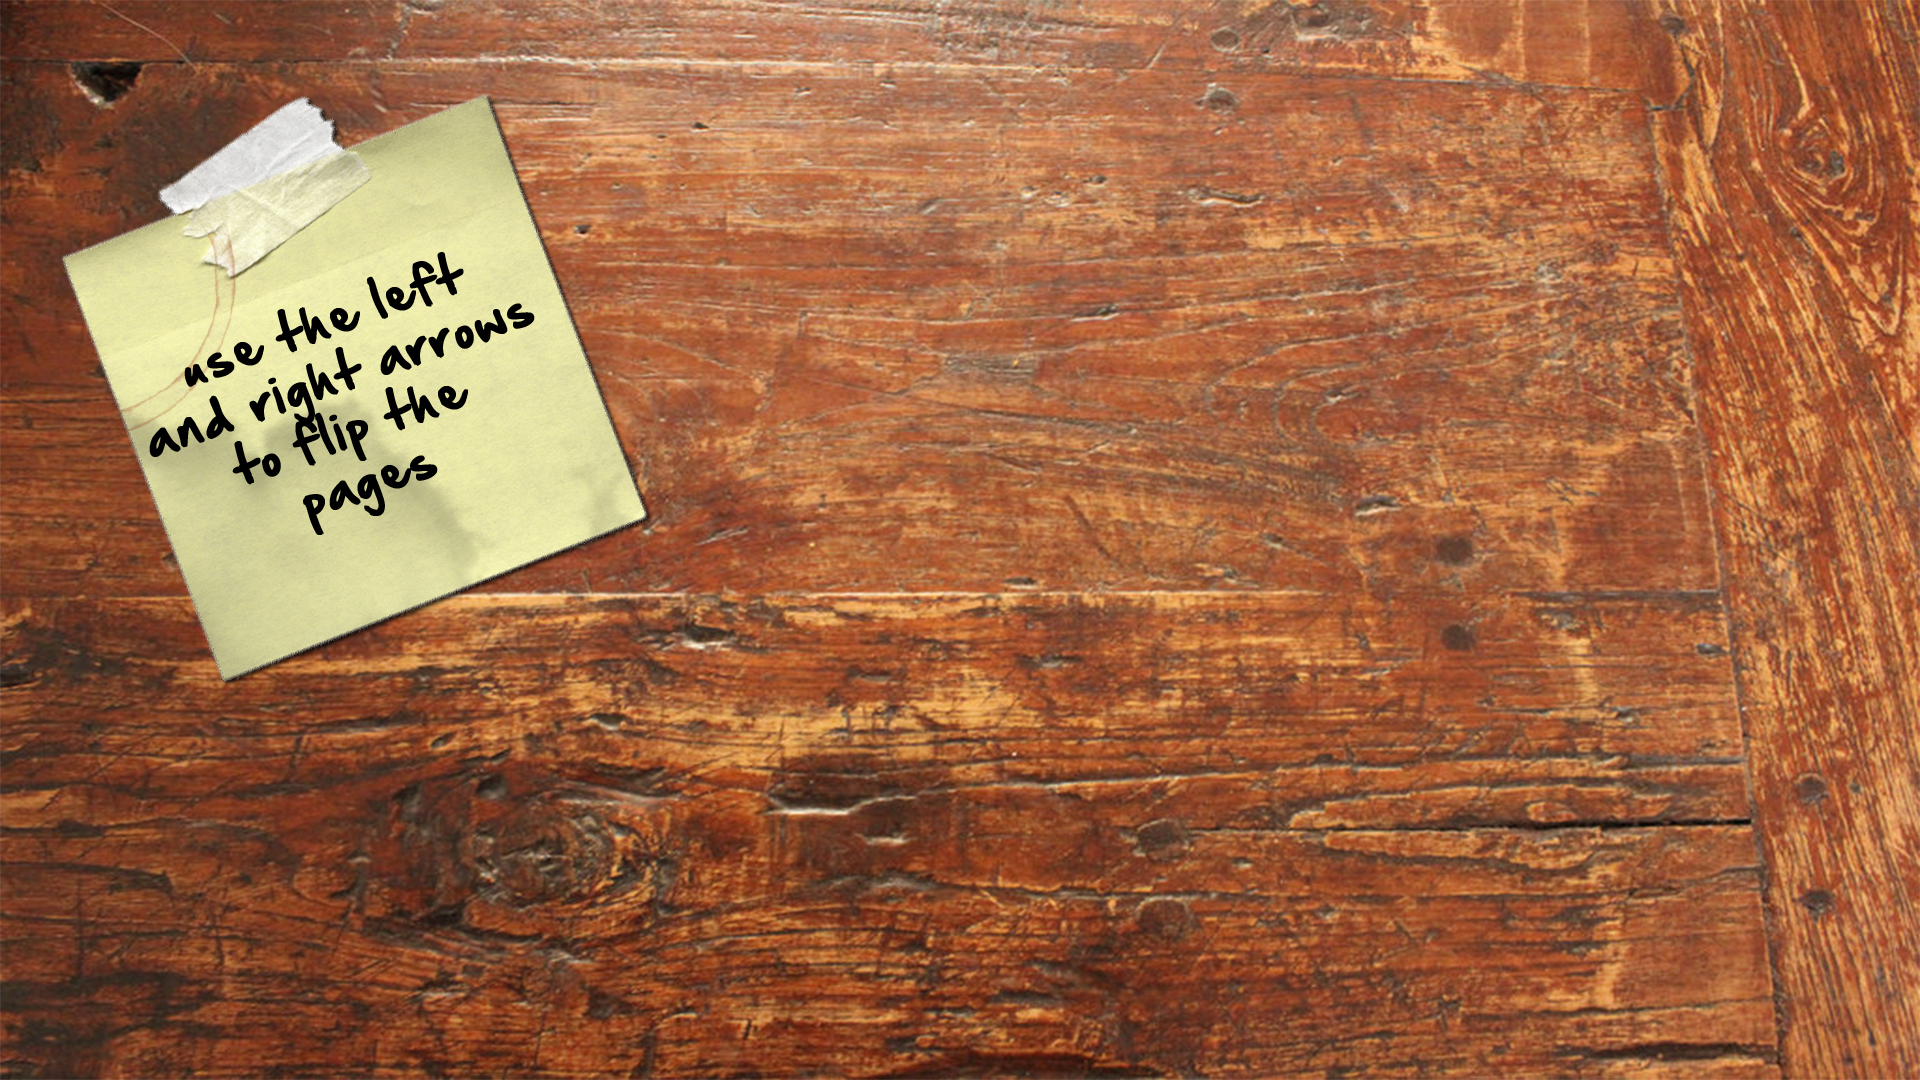 use the left
and right arrows
to flip the
pages